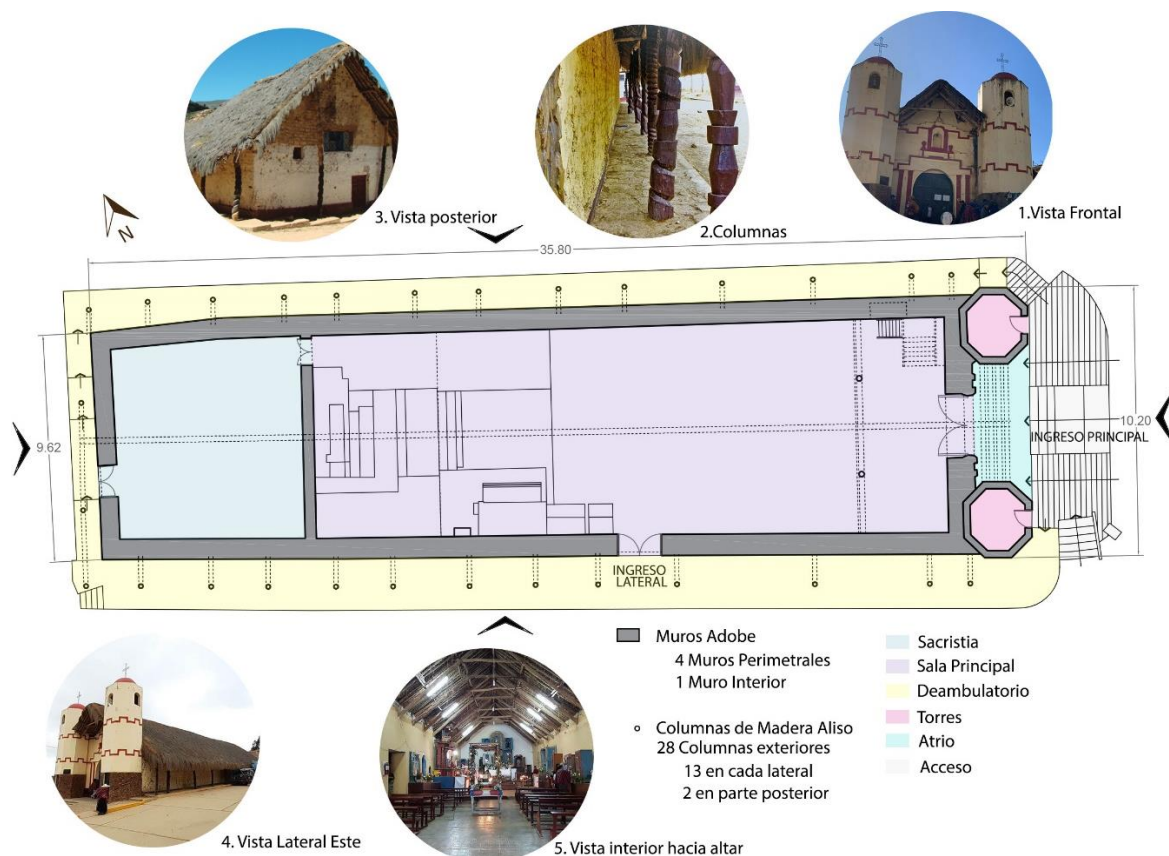 3. Vista posterior
2.Columnas
1.Vista Frontal
N
35.80
9.62
10.20
INGRESO PRINCIPAL
INGRESO
LATERAL
Muros Adobe
4 Muros Perimetrales
1 Muro Interior
Columnas de Madera Aliso
28 Columnas exteriores
13 en cada lateral
2 en parte posterior
Sacristia
Sala Principal
Deambulatorio
Torres
Atrio
Acceso
4. Vista Lateral Este
5. Vista interior hacia altar